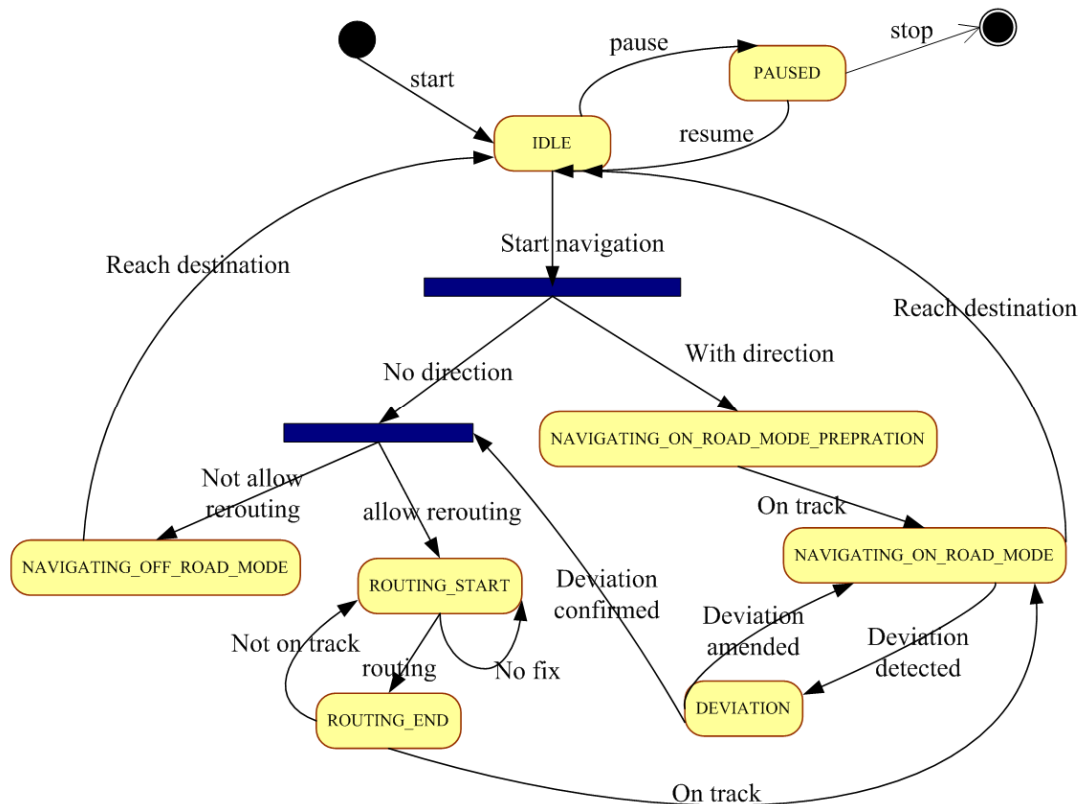 stop
pause
PAUSED
start
resume
IDLE
Start navigation
Reach destination
Reach destination
With direction
No direction
NAVIGATING_ON_ROAD_MODE_PREPRATION
Not allow
rerouting
allow rerouting
On track
NAVIGATING_OFF_ROAD_MODE
NAVIGATING_ON_ROAD_MODE
ROUTING_START
Deviation
confirmed
Deviation
amended
Deviation
detected
Not on track
routing
No fix
ROUTING_END
DEVIATION
On track